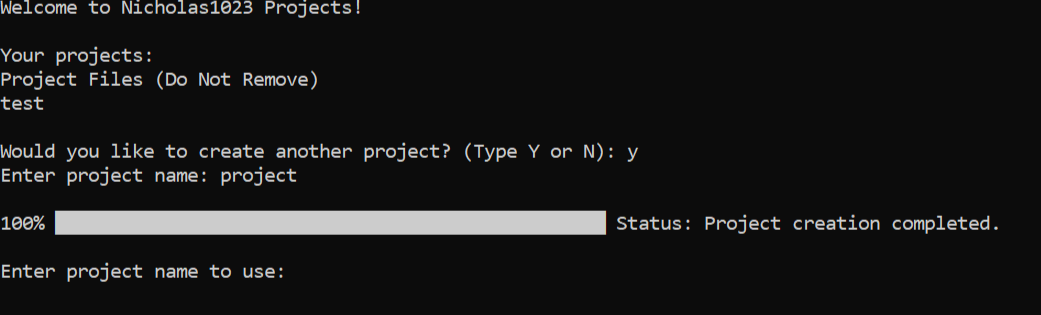 Welcome to Nicholas1023 Projects!
Your projects:
Project Files (Do Not Remove)
test
Would you like to create another project? (Type Y or N): y
Enter project name: project
100% Status: Project creation completed.
Enter project name to use: